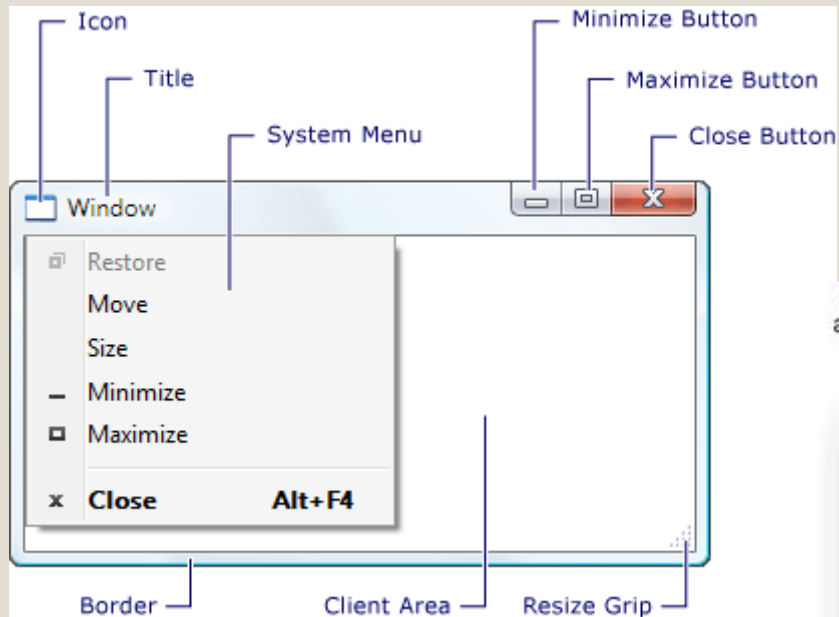 Icon
Minimize Button
Title
Maximize Button
System Menu
Close Button
Window
Restore
Move
Size
Minimize
Maximize
Close Alt+F4
Border
Client Area
Resize Grip